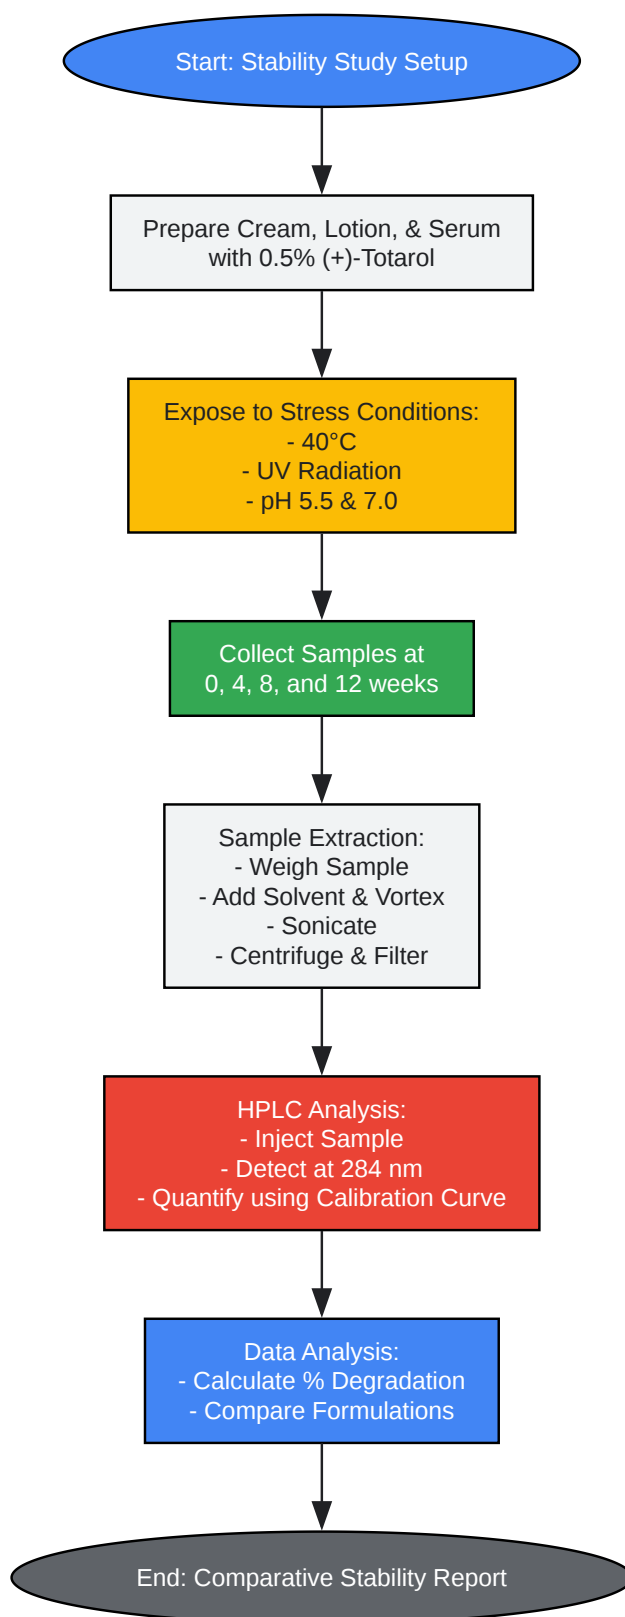 Start: Stability Study Setup
Prepare Cream, Lotion, & Serum
with 0.5% (+)-Totarol
Expose to Stress Conditions:
- 40°C
- UV Radiation
- pH 5.5 & 7.0
Collect Samples at
0, 4, 8, and 12 weeks
Sample Extraction:
- Weigh Sample
- Add Solvent & Vortex
- Sonicate
- Centrifuge & Filter
HPLC Analysis:
- Inject Sample
- Detect at 284 nm
- Quantify using Calibration Curve
Data Analysis:
- Calculate % Degradation
- Compare Formulations
End: Comparative Stability Report